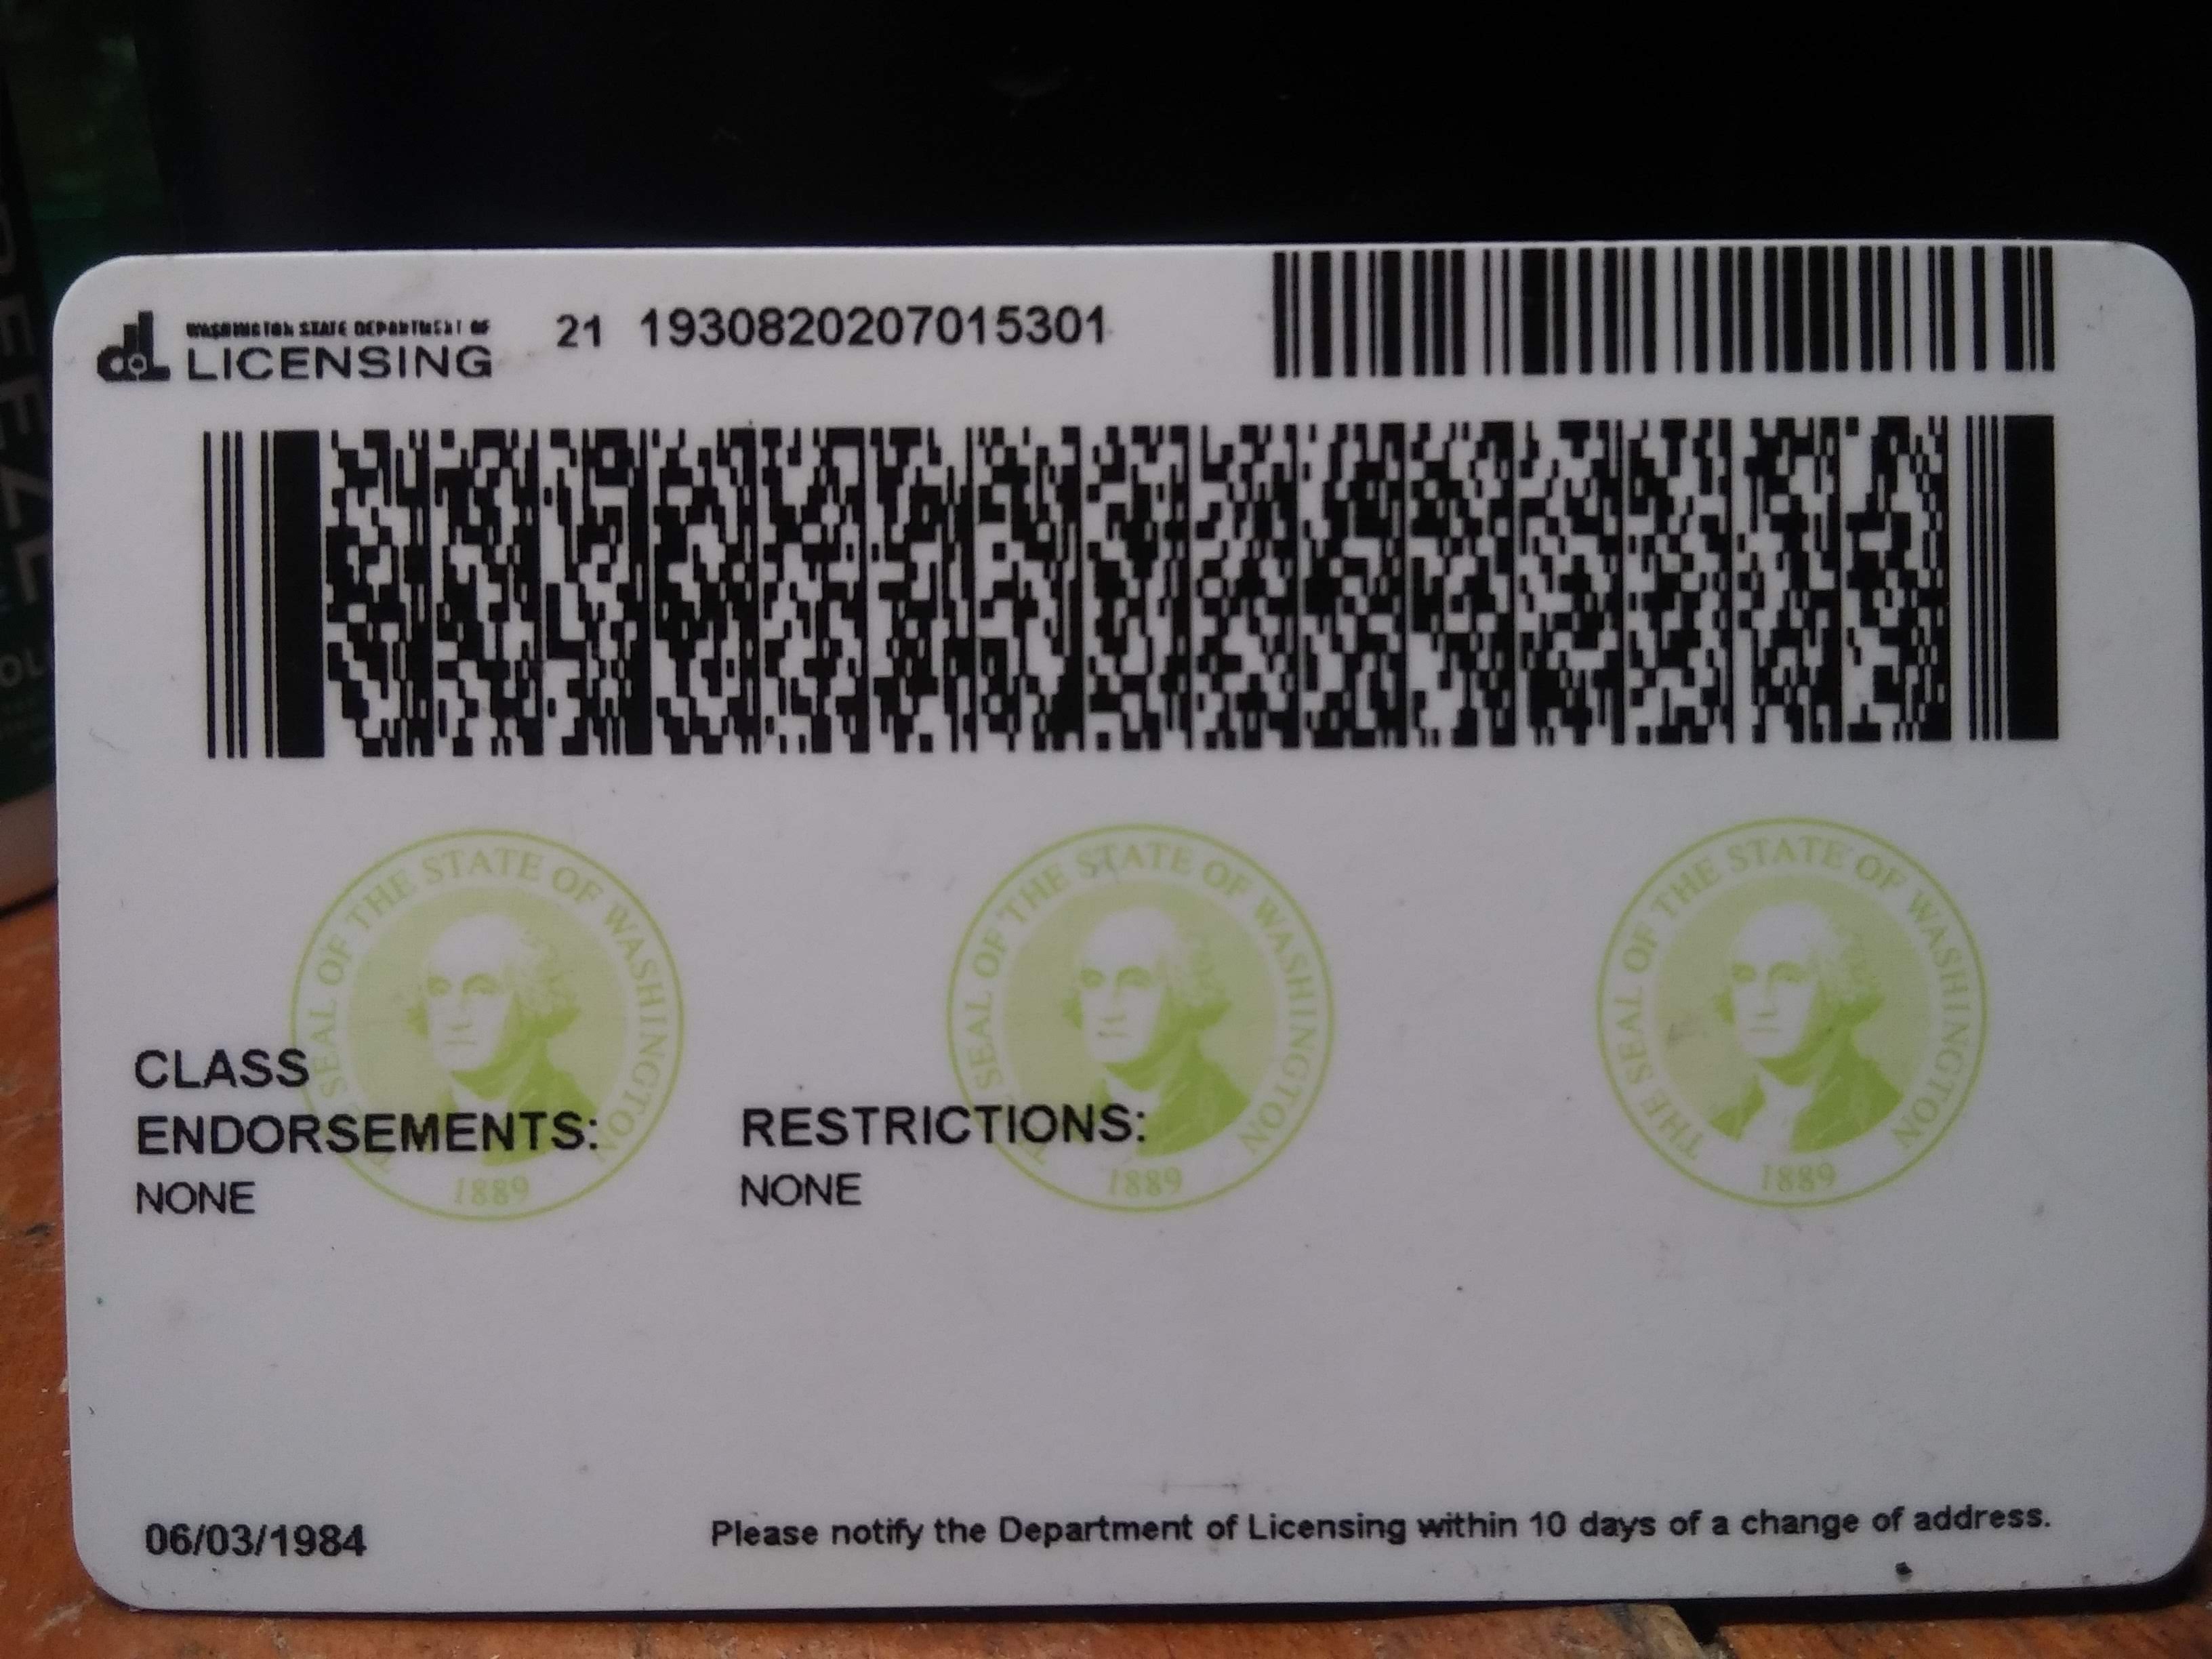 WASHINGTON STATE DEPARTMENT OF
LICENSING
21 1930820207015301
THE SEAL OF THE STATE OF WASHINGTON
1889
THE SEAL OF THE STATE OF WASHINGTON
1889
THE SEAL OF THE STATE OF WASHINGTON
1889
CLASS
ENDORSEMENTS:
NONE
RESTRICTIONS:
NONE
06/03/1984
Please notify the Department of Licensing within 10 days of a change of address.